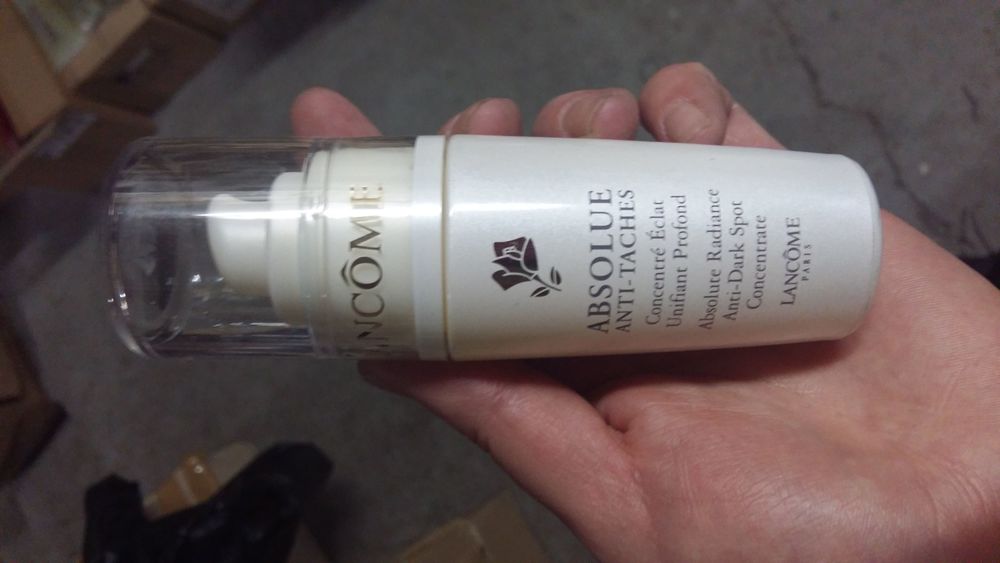 LANCÔME
ABSOLUE
ANTI-TACHES
Concentré Éclat
Unifiant Profond
Absolute Radiance
Anti-Dark Spot
Concentrate
LANCÔME
PARIS